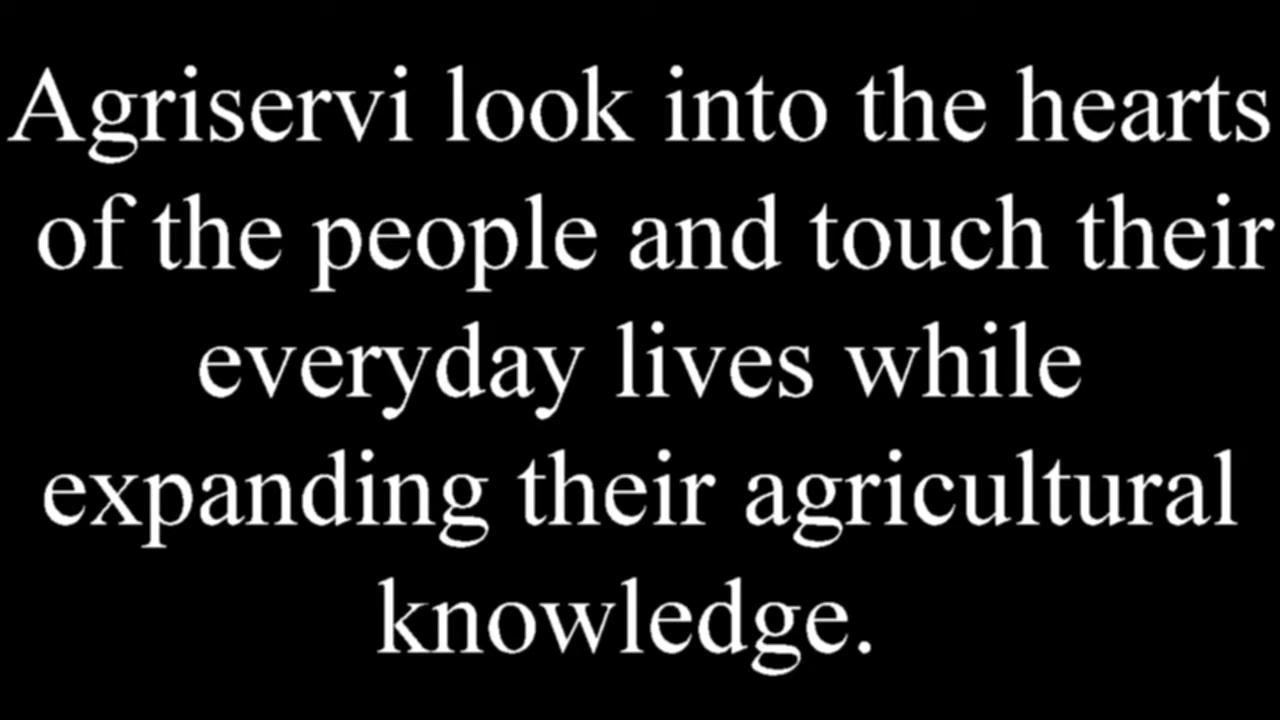 Agriservi look into the hearts
of the people and touch their
everyday lives while
expanding their agricultural
knowledge.